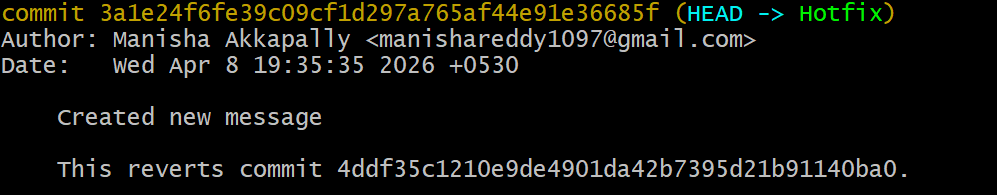 commit 3a1e24f6fe39c09cf1d297a765af44e91e36685f (HEAD -> Hotfix)
Author: Manisha Akkapally <manishareddy1097@gmail.com>
Date:   Wed Apr 8 19:35:35 2026 +0530
Created new message
This reverts commit 4ddf35c1210e9de4901da42b7395d21b91140ba0.